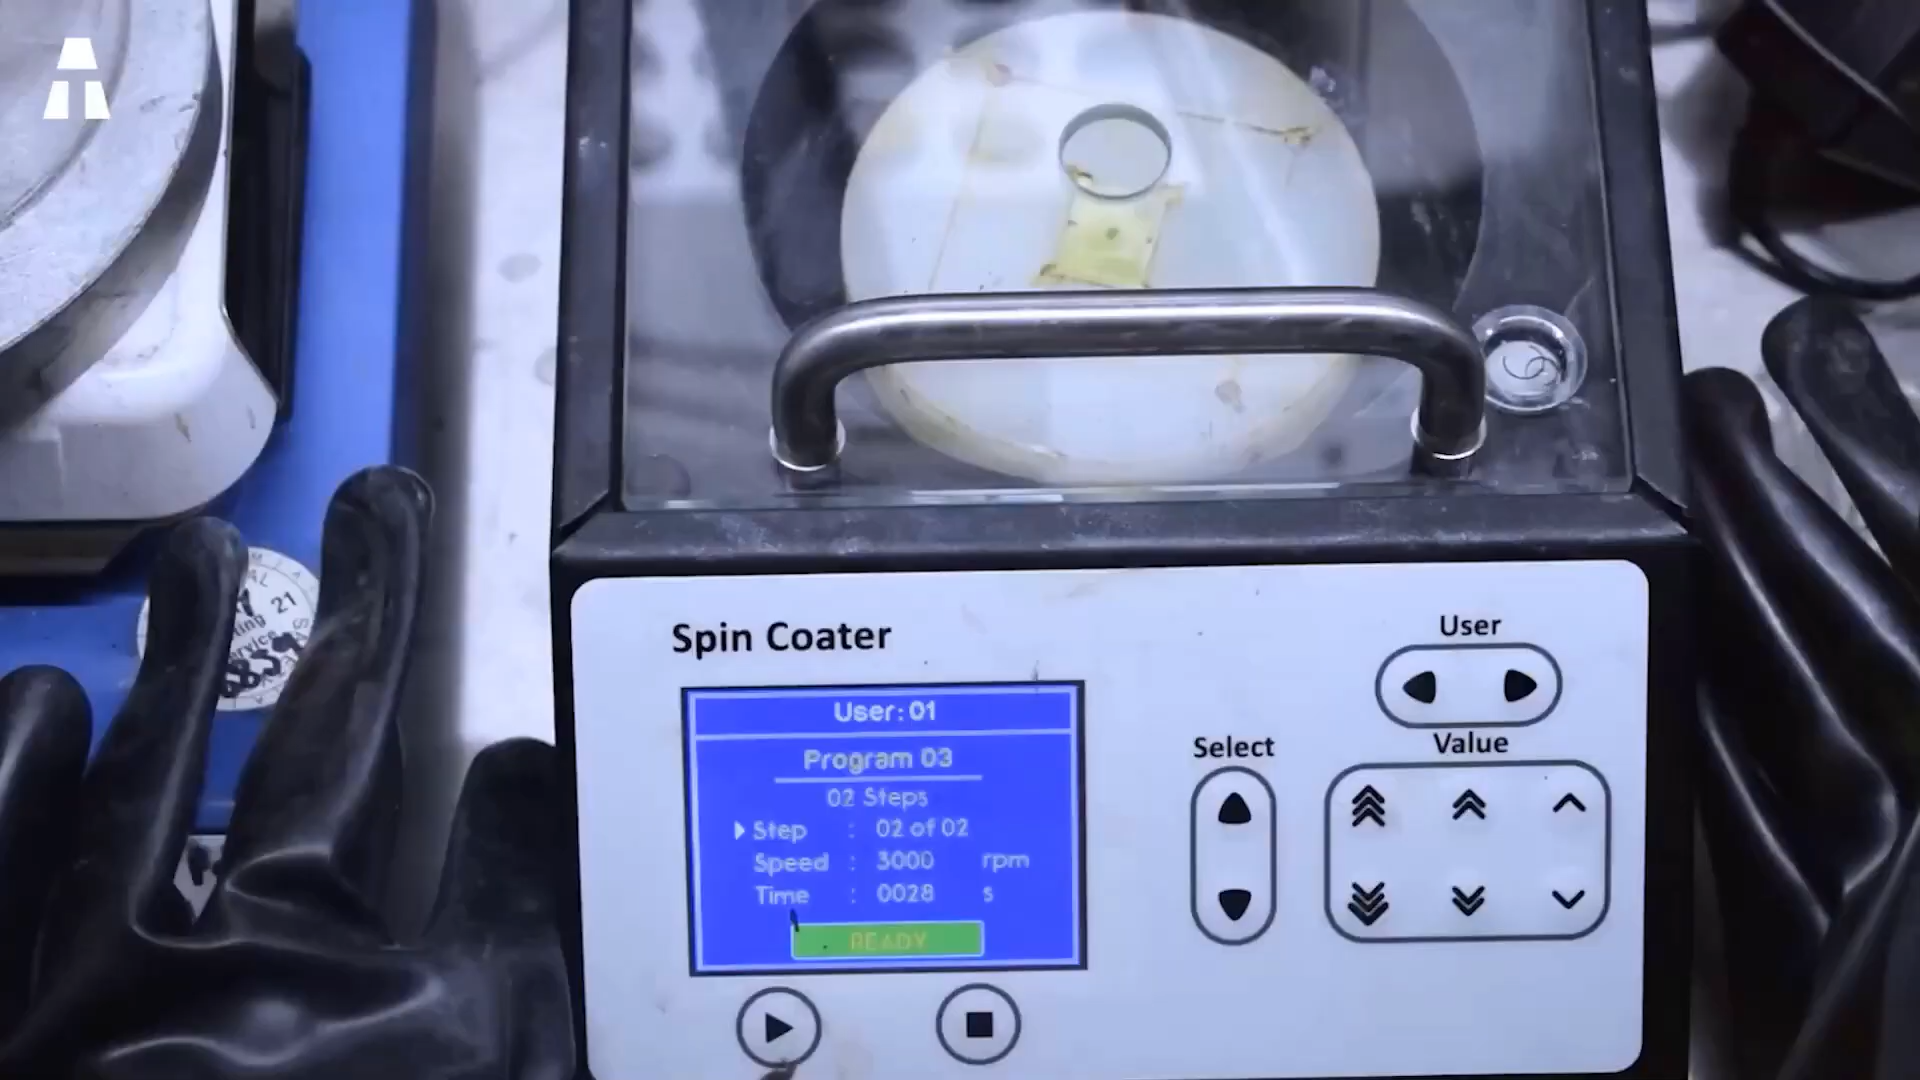 Spin Coater
User: 01
Program 03
02 Steps
Step : 02 of 02
Speed : 3000 rpm
Time : 0028 s
READY
User
Select
Value
21